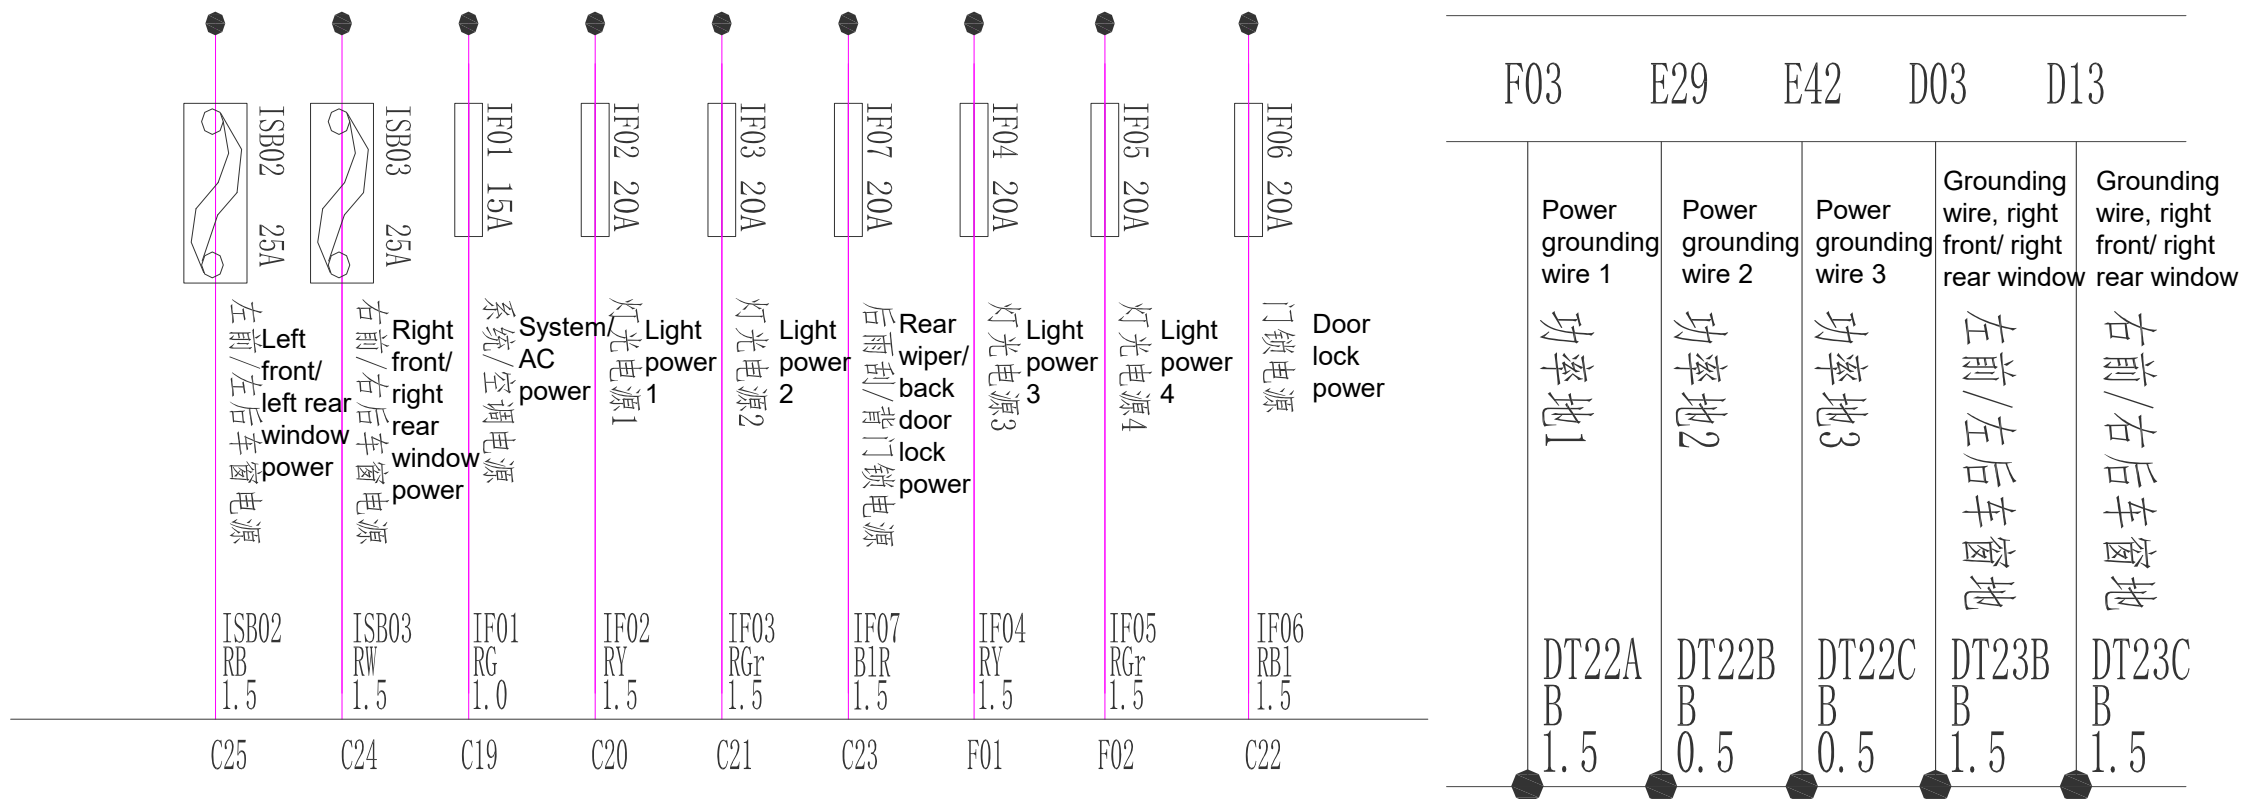 ISB02 25A
ISB03 25A
IF01 15A
IF02 20A
IF03 20A
IF07 20A
IF04 20A
IF05 20A
IF06 20A
左前/左后车窗电源
Left
front/
left rear
window
power
右前/右后车窗电源
Right
front/
right
rear
window
power
系统/空调电源
System/
AC
power
灯光电源1
Light
power
1
灯光电源2
Light
power
2
后雨刮/背门锁电源
Rear
wiper/
back
door
lock
power
灯光电源3
Light
power
3
灯光电源4
Light
power
4
门锁电源
Door
lock
power
ISB02
RB
1.5
ISB03
RW
1.5
IF01
RG
1.0
IF02
RY
1.5
IF03
RGr
1.5
IF07
BlR
1.5
IF04
RY
1.5
IF05
RGr
1.5
IF06
RBl
1.5
C25
C24
C19
C20
C21
C23
F01
F02
C22
F03
E29
E42
D03
D13
Power
grounding
wire 1
功率地1
Power
grounding
wire 2
功率地2
Power
grounding
wire 3
功率地3
Grounding
wire, right
front/ right
rear window
左前/左后车窗地
Grounding
wire, right
front/ right
rear window
右前/右后车窗地
DT22A
B
1.5
DT22B
B
0.5
DT22C
B
0.5
DT23B
B
1.5
DT23C
B
1.5